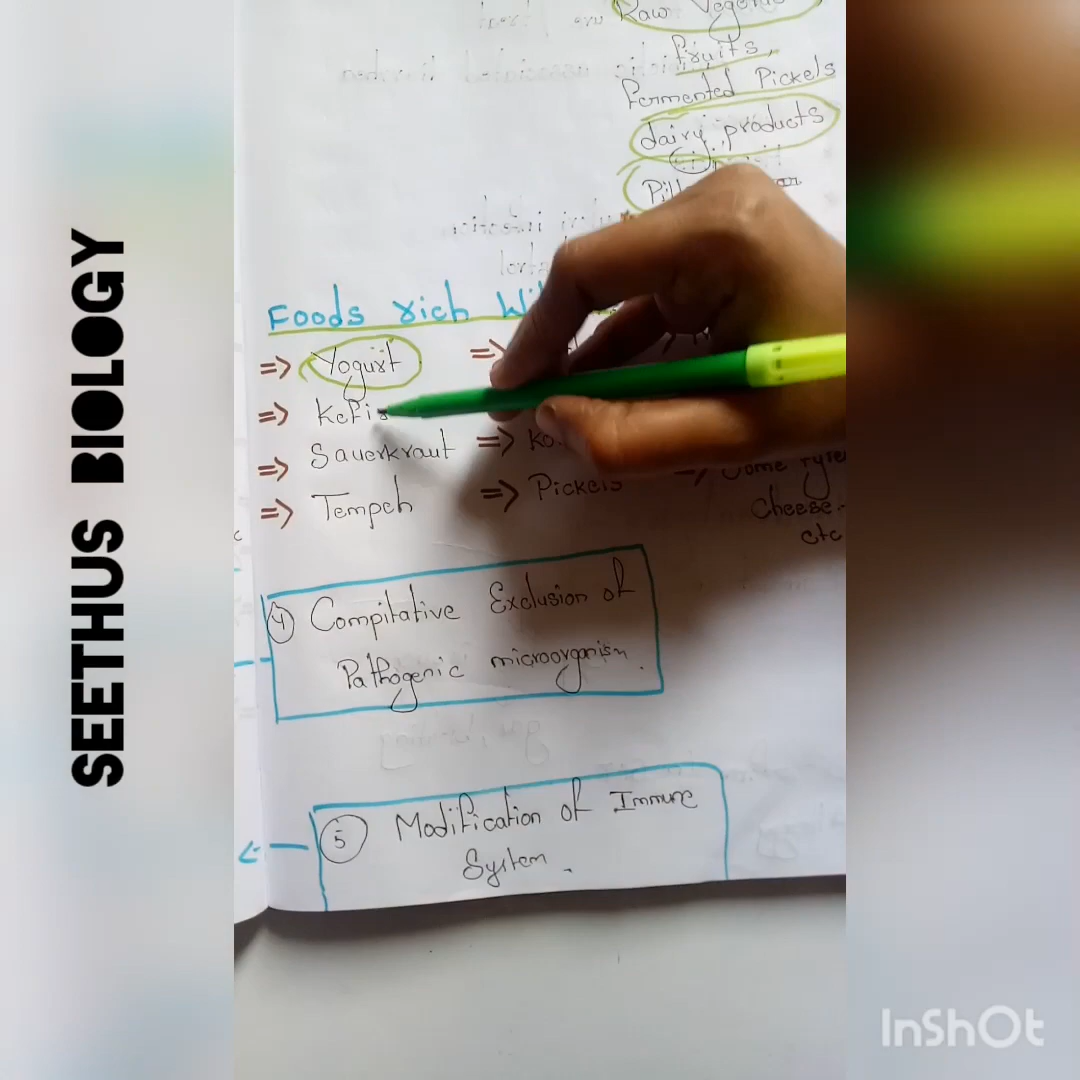 SEETHUS BIOLOGY
Raw
fruits,
Fermented Pickels
dairy products
Foods rich
=> Yogurt =>
=> Kefir
=> Sauerkraut =>
=> Tempeh => Pickels => Some
Cheese.
etc
4 Compitative Exclusion of
Pathogenic microorganism.
5 Modification of Immune
System.
InShOt